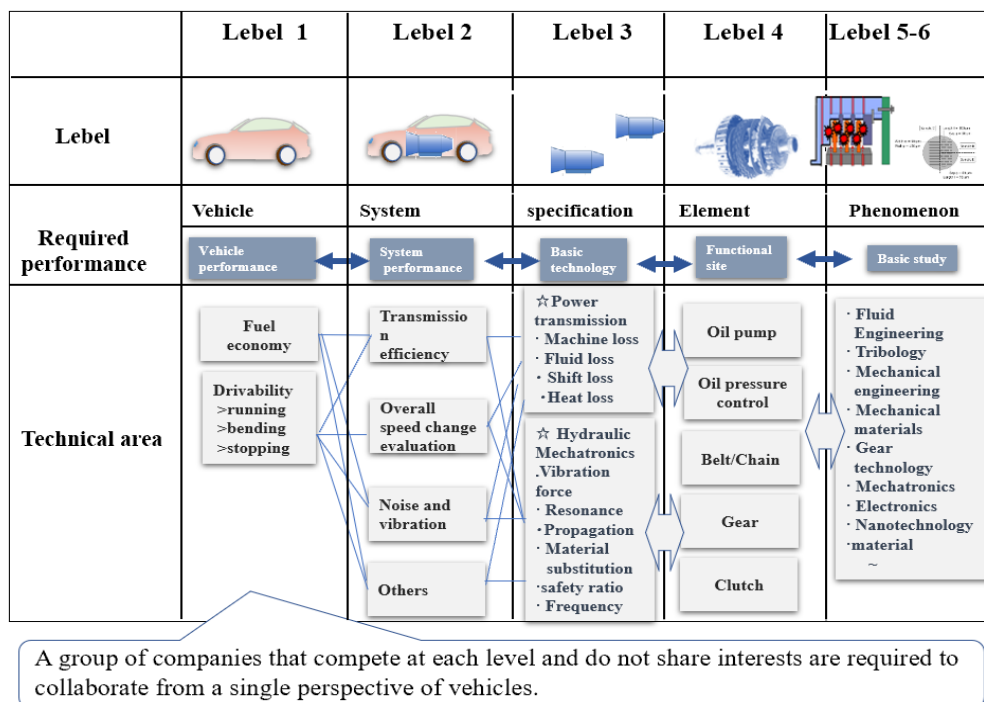 Lebel 1
Lebel 2
Lebel 3
Lebel 4
Lebel 5-6
Lebel
Vehicle
System
specification
Element
Phenomenon
Required
performance
Vehicle
performance
System
performance
Basic
technology
Functional
site
Basic study
Technical area
Fuel
economy
Drivability
>running
>bending
>stopping
Transmissio
n
efficiency
Overall
speed change
evaluation
Noise and
vibration
Others
☆Power
transmission
· Machine loss
· Fluid loss
· Shift loss
· Heat loss
☆ Hydraulic
Mechatronics
.Vibration
force
· Resonance
·Propagation
· Material
substitution
·safety ratio
· Frequency
Oil pump
Oil pressure
control
Belt/Chain
Gear
Clutch
· Fluid
Engineering
· Tribology
· Mechanical
engineering
· Mechanical
materials
· Gear
technology
· Mechatronics
· Electronics
· Nanotechnology
·material
~
A group of companies that compete at each level and do not share interests are required to
collaborate from a single perspective of vehicles.